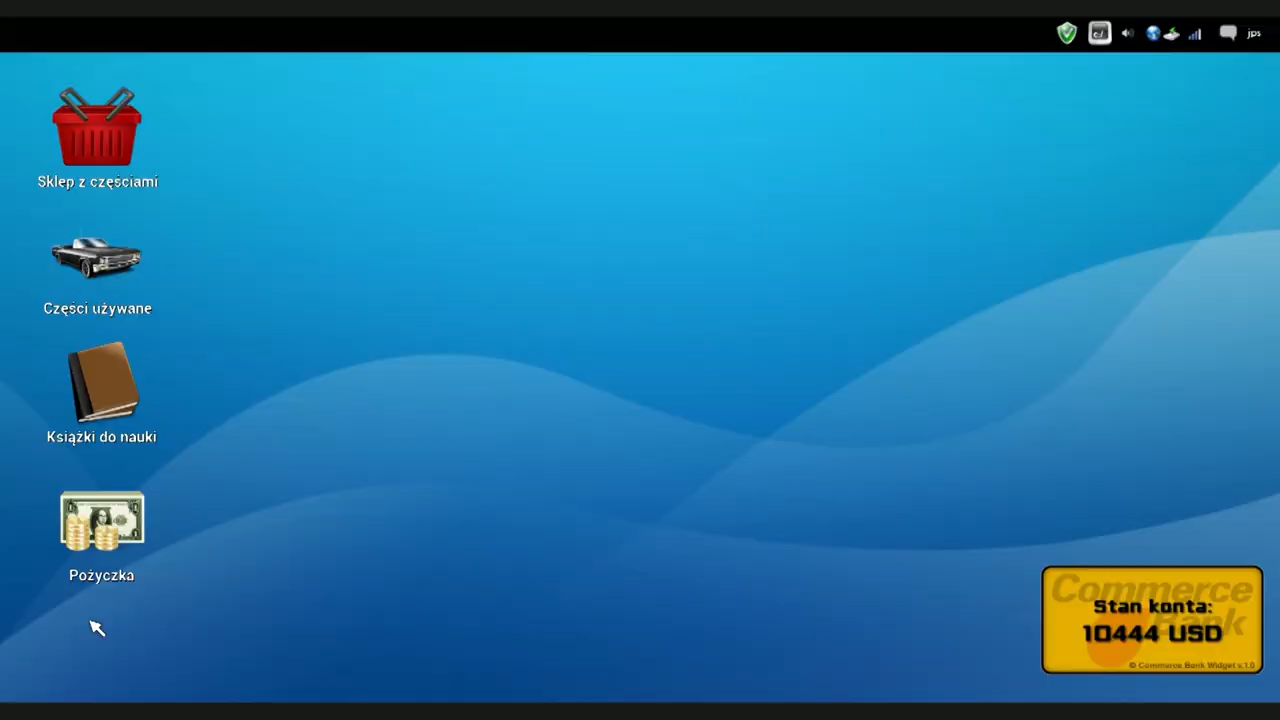 jps
Sklep z częściami
Części używane
Książki do nauki
Pożyczka
Commerce
Bank
Stan konta:
10444 USD
© Commerce Bank Widget v.1.0